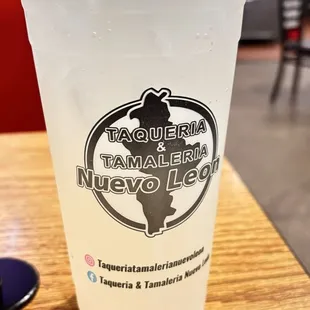 TAQUERIA
&
TAMALERIA
Nuevo Leon
Taqueriatamalerianuevoleon
Taqueria & Tamaleria Nuevo Leon